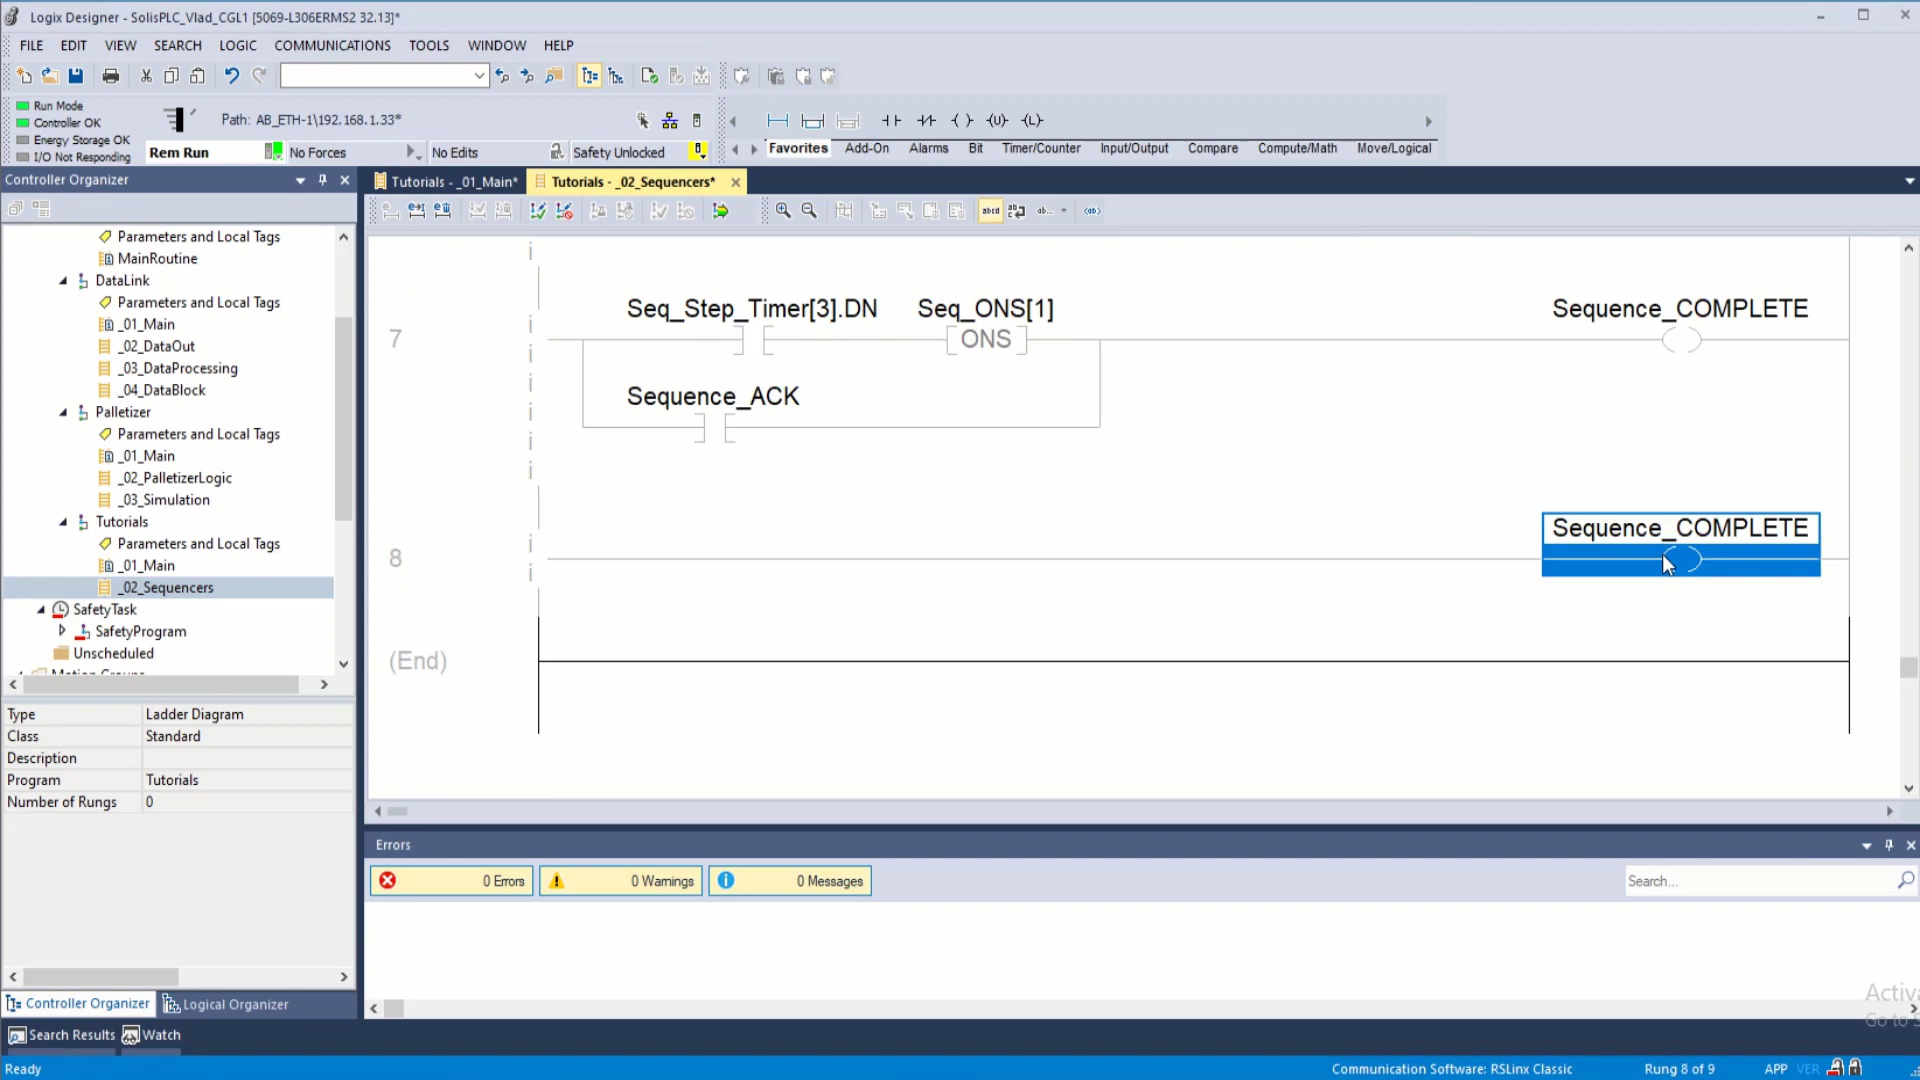 Logix Designer - SolisPLC_Vlad_CGL1 [5069-L306ERMS2 32.13]*
FILE EDIT VIEW SEARCH LOGIC COMMUNICATIONS TOOLS WINDOW HELP
Run Mode
Controller OK
Energy Storage OK
I/O Not Responding
Path: AB_ETH-1\192.168.1.33*
Rem Run No Forces No Edits Safety Unlocked
Favorites Add-On Alarms Bit Timer/Counter Input/Output Compare Compute/Math Move/Logical
Controller Organizer
Tutorials - _01_Main* Tutorials - _02_Sequencers*
Parameters and Local Tags
MainRoutine
DataLink
Parameters and Local Tags
_01_Main
_02_DataOut
_03_DataProcessing
_04_DataBlock
Palletizer
Parameters and Local Tags
_01_Main
_02_PalletizerLogic
_03_Simulation
Tutorials
Parameters and Local Tags
_01_Main
_02_Sequencers
SafetyTask
SafetyProgram
Unscheduled
Type Ladder Diagram
Class Standard
Description
Program Tutorials
Number of Rungs 0
Controller Organizer Logical Organizer
Seq_Step_Timer[3].DN Seq_ONS[1] Sequence_COMPLETE
7 ONS
Sequence_ACK
Sequence_COMPLETE
8
(End)
Errors
0 Errors 0 Warnings 0 Messages
Search...
Search Results Watch
Ready
Communication Software: RSLinx Classic Rung 8 of 9 APP VER